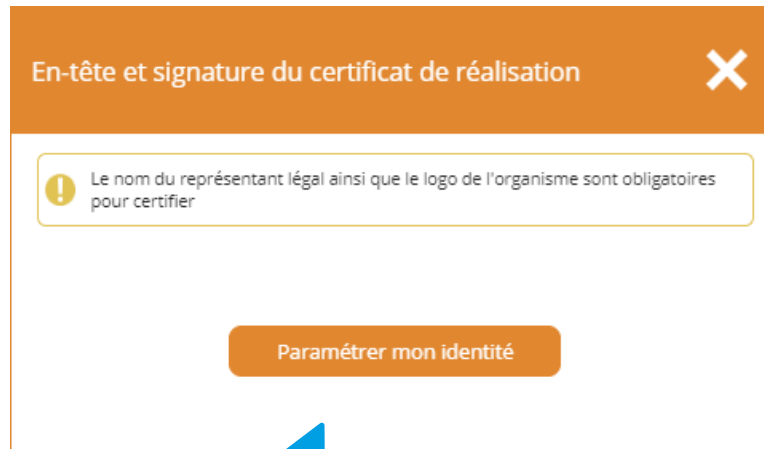 En-tête et signature du certificat de réalisation
Le nom du représentant légal ainsi que le logo de l'organisme sont obligatoires
pour certifier
Paramétrer mon identité